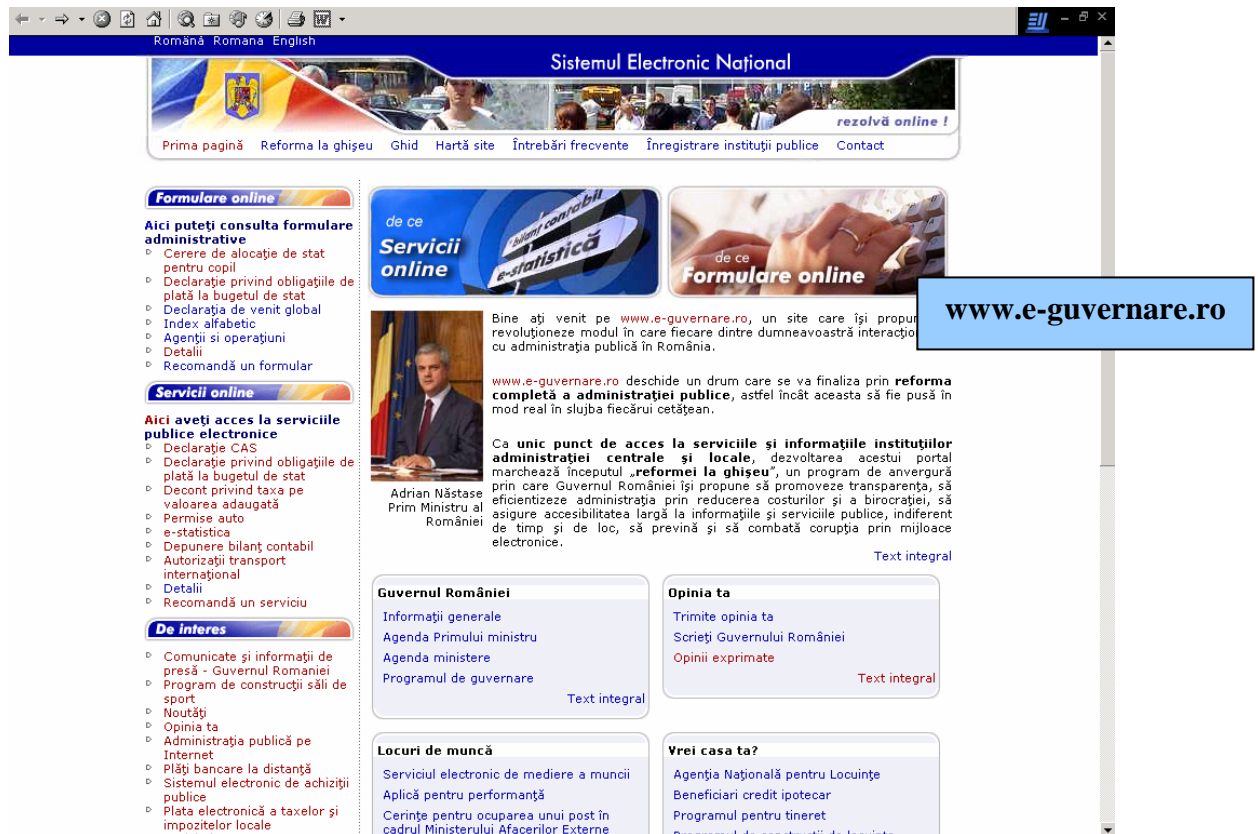 Română Romana English
Sistemul Electronic Naţional
rezolvă online !
Prima pagină Reforma la ghişeu Ghid Hartă site Întrebări frecvente Înregistrare instituţii publice Contact
Formulare online
Aici puteţi consulta formulare
administrative
Cerere de alocaţie de stat
pentru copil
Declaraţie privind obligaţiile de
plată la bugetul de stat
Declaraţia de venit global
Index alfabetic
Agenţii si operaţiuni
Detalii
Recomandă un formular
Servicii online
Aici aveţi acces la serviciile
publice electronice
Declaraţie CAS
Declaraţie privind obligaţiile de
plată la bugetul de stat
Decont privind taxa pe
valoarea adaugată
Permise auto
e-statistica
Depunere bilanţ contabil
Autorizaţii transport
internaţional
Detalii
Recomandă un serviciu
De interes
Comunicate şi informaţii de
presă - Guvernul Romaniei
Program de construcţii săli de
sport
Noutăţi
Opinia ta
Administraţia publică pe
Internet
Plăţi bancare la distanţă
Sistemul electronic de achiziţii
publice
Plata electronică a taxelor şi
impozitelor locale
de ce
Servicii
online
bilanţ contabil
e-statistică
de ce
Formulare online
www.e-guvernare.ro
Bine aţi venit pe www.e-guvernare.ro, un site care îşi propun
revoluţioneze modul în care fiecare dintre dumneavoastră interacţion
cu administraţia publică în România.
www.e-guvernare.ro deschide un drum care se va finaliza prin reforma
completă a administraţiei publice, astfel încât aceasta să fie pusă în
mod real în slujba fiecărui cetăţean.
Ca unic punct de acces la serviciile şi informaţiile instituţiilor
administraţiei centrale şi locale, dezvoltarea acestui portal
marchează începutul „reformei la ghişeu", un program de anvergură
prin care Guvernul României îşi propune să promoveze transparenţa, să
eficientizeze administraţia prin reducerea costurilor şi a birocraţiei, să
asigure accesibilitatea largă la informaţiile şi serviciile publice, indiferent
de timp şi de loc, să prevină şi să combată corupţia prin mijloace
electronice.
Adrian Năstase
Prim Ministru al
României
Text integral
Guvernul României
Informaţii generale
Agenda Primului ministru
Agenda ministere
Programul de guvernare
Text integral
Opinia ta
Trimite opinia ta
Scrieţi Guvernului României
Opinii exprimate
Text integral
Locuri de muncă
Serviciul electronic de mediere a muncii
Aplică pentru performanţă
Cerinţe pentru ocuparea unui post în
cadrul Ministerului Afacerilor Externe
Vrei casa ta?
Agenţia Naţională pentru Locuinţe
Beneficiari credit ipotecar
Programul pentru tineret
Programul de construcţii de locuinţe